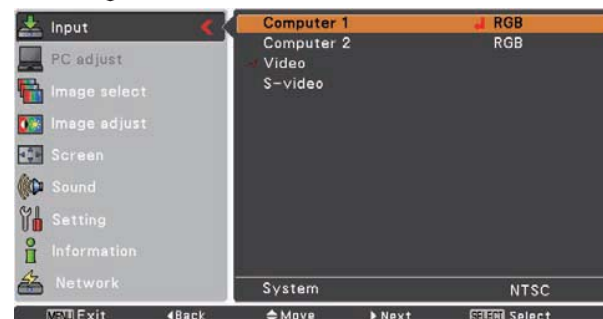 Input
PC adjust
Image select
Image adjust
Screen
Sound
Setting
Information
Network
Computer 1 RGB
Computer 2 RGB
Video
S-video
System NTSC
MENU Exit Back Move Next SELECT Select